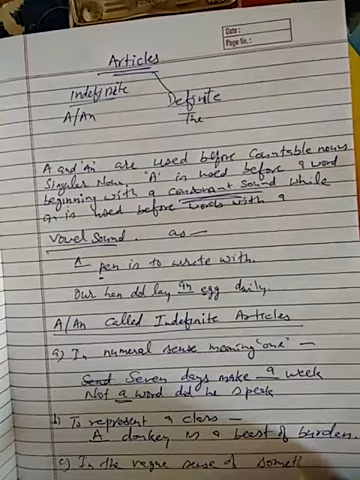 Date :
Page No. :
Articles
Indefinite
Definite
A/An
The
A and 'An' are used before Countable nouns
Singular Noun. 'A' is used before a word
beginning with a consonant sound while
an is used before words with a
Vowel Sound. as —
A pen is to write with.
Our hen did lay an egg daily.
A/An called Indefinite Articles
a) In numeral sense meaning 'one' —
Seven days make a week
Not a word did he speak
b) To represent a class —
A donkey is a beast of burden.
c) In the vague sense of